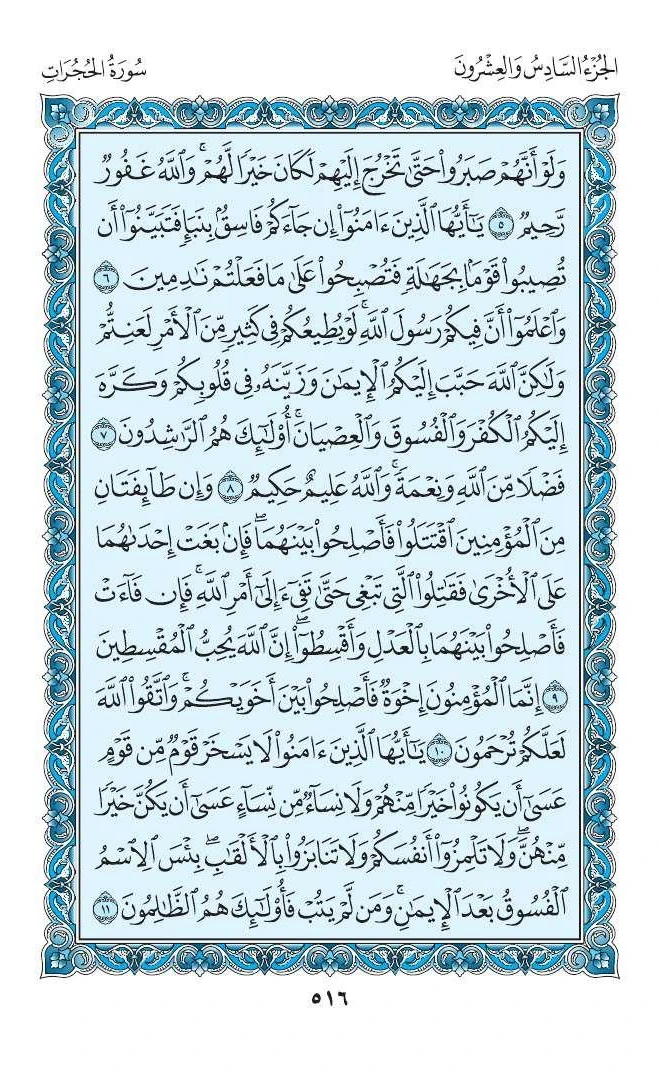 الجُزْءُ السَّادِسُ وَالعِشْرُونَ
سُورَةُ الحُجُرَاتِ
وَلَوْ أَنَّهُمْ صَبَرُوا۟ حَتَّىٰ تَخْرُجَ إِلَيْهِمْ لَكَانَ خَيْرًا لَّهُمْ ۚ وَٱللَّهُ غَفُورٌ
رَّحِيمٌ ٥ يَـٰٓأَيُّهَا ٱلَّذِينَ ءَامَنُوٓا۟ إِن جَآءَكُمْ فَاسِقٌۢ بِنَبَإٍ فَتَبَيَّنُوٓا۟ أَن
تُصِيبُوا۟ قَوْمًۢا بِجَهَـٰلَةٍ فَتُصْبِحُوا۟ عَلَىٰ مَا فَعَلْتُمْ نَـٰدِمِينَ ٦
وَٱعْلَمُوٓا۟ أَنَّ فِيكُمْ رَسُولَ ٱللَّهِ ۚ لَوْ يُطِيعُكُمْ فِى كَثِيرٍ مِّنَ ٱلْأَمْرِ لَعَنِتُّمْ
وَلَـٰكِنَّ ٱللَّهَ حَبَّبَ إِلَيْكُمُ ٱلْإِيمَـٰنَ وَزَيَّنَهُۥ فِى قُلُوبِكُمْ وَكَرَّهَ
إِلَيْكُمُ ٱلْكُفْرَ وَٱلْفُسُوقَ وَٱلْعِصْيَانَ ۚ أُو۟لَـٰٓئِكَ هُمُ ٱلرَّٰشِدُونَ ٧
فَضْلًا مِّنَ ٱللَّهِ وَنِعْمَةً ۚ وَٱللَّهُ عَلِيمٌ حَكِيمٌ ٨ وَإِن طَآئِفَتَانِ
مِنَ ٱلْمُؤْمِنِينَ ٱقْتَتَلُوا۟ فَأَصْلِحُوا۟ بَيْنَهُمَا ۖ فَإِنۢ بَغَتْ إِحْدَىٰهُمَا
عَلَى ٱلْأُخْرَىٰ فَقَـٰتِلُوا۟ ٱلَّتِى تَبْغِى حَتَّىٰ تَفِىٓءَ إِلَىٰٓ أَمْرِ ٱللَّهِ ۚ فَإِن فَآءَتْ
فَأَصْلِحُوا۟ بَيْنَهُمَا بِٱلْعَدْلِ وَأَقْسِطُوٓا۟ ۖ إِنَّ ٱللَّهَ يُحِبُّ ٱلْمُقْسِطِينَ
٩ إِنَّمَا ٱلْمُؤْمِنُونَ إِخْوَةٌ فَأَصْلِحُوا۟ بَيْنَ أَخَوَيْكُمْ ۚ وَٱتَّقُوا۟ ٱللَّهَ
لَعَلَّكُمْ تُرْحَمُونَ ١٠ يَـٰٓأَيُّهَا ٱلَّذِينَ ءَامَنُوا۟ لَا يَسْخَرْ قَوْمٌ مِّن قَوْمٍ
عَسَىٰٓ أَن يَكُونُوا۟ خَيْرًا مِّنْهُمْ وَلَا نِسَآءٌ مِّن نِّسَآءٍ عَسَىٰٓ أَن يَكُنَّ خَيْرًا
مِّنْهُنَّ ۖ وَلَا تَلْمِزُوٓا۟ أَنفُسَكُمْ وَلَا تَنَابَزُوا۟ بِٱلْأَلْقَـٰبِ ۖ بِئْسَ ٱلِٱسْمُ
ٱلْفُسُوقُ بَعْدَ ٱلْإِيمَـٰنِ ۚ وَمَن لَّمْ يَتُبْ فَأُو۟لَـٰٓئِكَ هُمُ ٱلظَّـٰلِمُونَ ١١
٥١٦